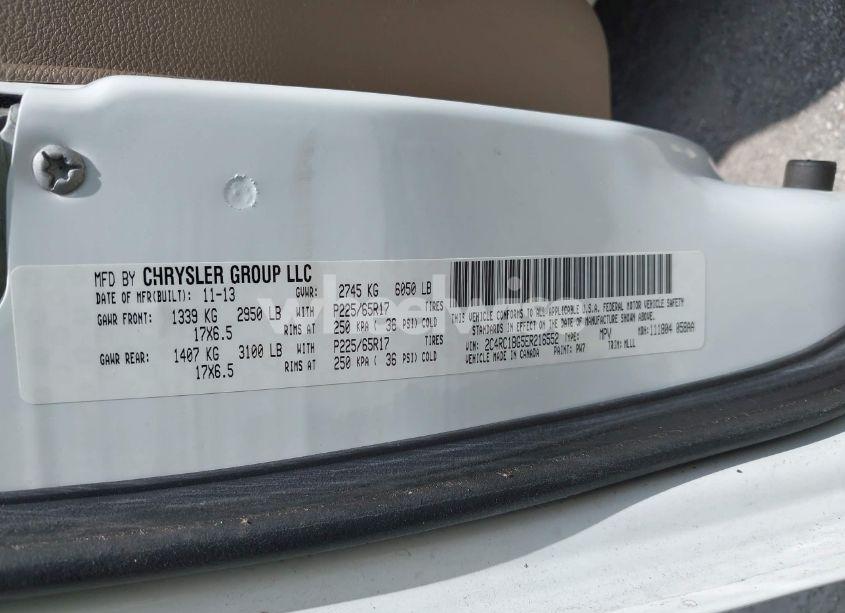 MFD BY CHRYSLER GROUP LLC
DATE OF MFR(BUILT): 11-13 GVWR: 2745 KG 6050 LB
GAWR FRONT: 1339 KG 2950 LB WITH P225/65R17 TIRES
17X6.5 RIMS AT 250 KPA ( 36 PSI) COLD
GAWR REAR: 1407 KG 3100 LB WITH P225/65R17 TIRES
17X6.5 RIMS AT 250 KPA ( 36 PSI) COLD
THIS VEHICLE CONFORMS TO ALL APPLICABLE U.S.A. FEDERAL MOTOR VEHICLE SAFETY
STANDARDS IN EFFECT ON THE DATE OF MANUFACTURE SHOWN ABOVE.
VIN: 2C4RC1BG5ER216552 TYPE: MPV MDH: 111804 058AA
VEHICLE MADE IN CANADA PAINT: PW7 TRIM: MLLL